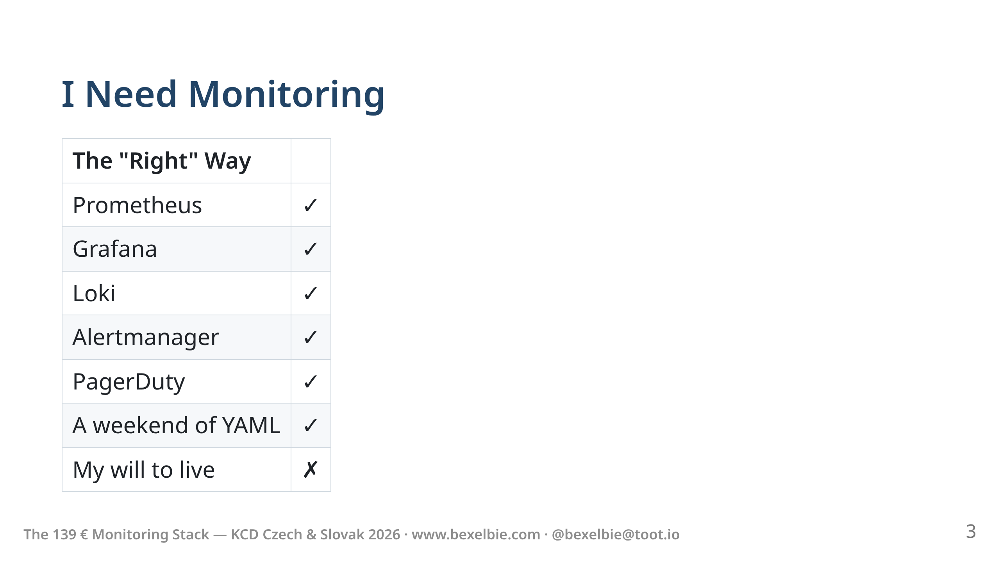 I Need Monitoring
The "Right" Way
Prometheus ✓
Grafana ✓
Loki ✓
Alertmanager ✓
PagerDuty ✓
A weekend of YAML ✓
My will to live ✗
The 139 € Monitoring Stack — KCD Czech & Slovak 2026 · www.bexelbie.com · @bexelbie@toot.io
3